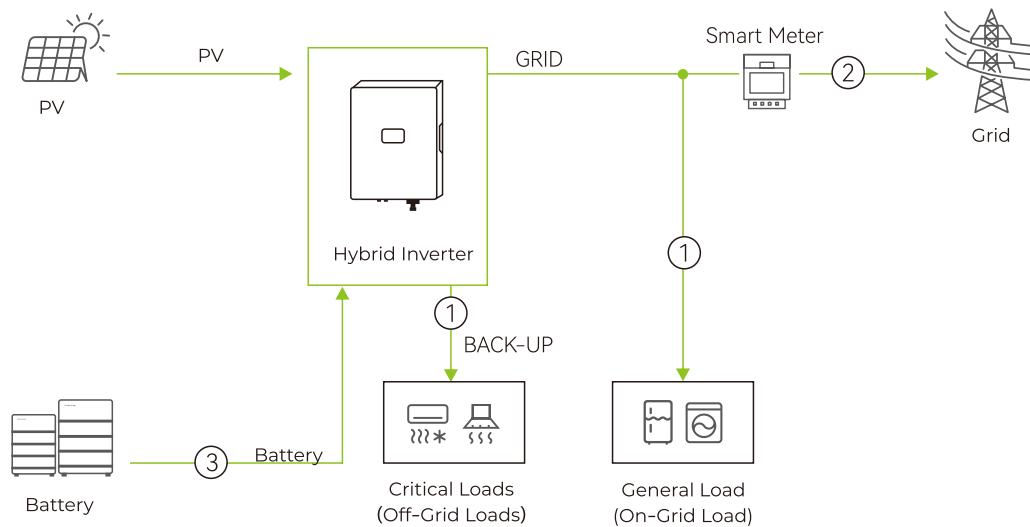 Smart Meter
PV
GRID
2
PV
Grid
Hybrid Inverter
1
1
BACK-UP
3
Battery
Battery
Critical Loads
(Off-Grid Loads)
General Load
(On-Grid Load)